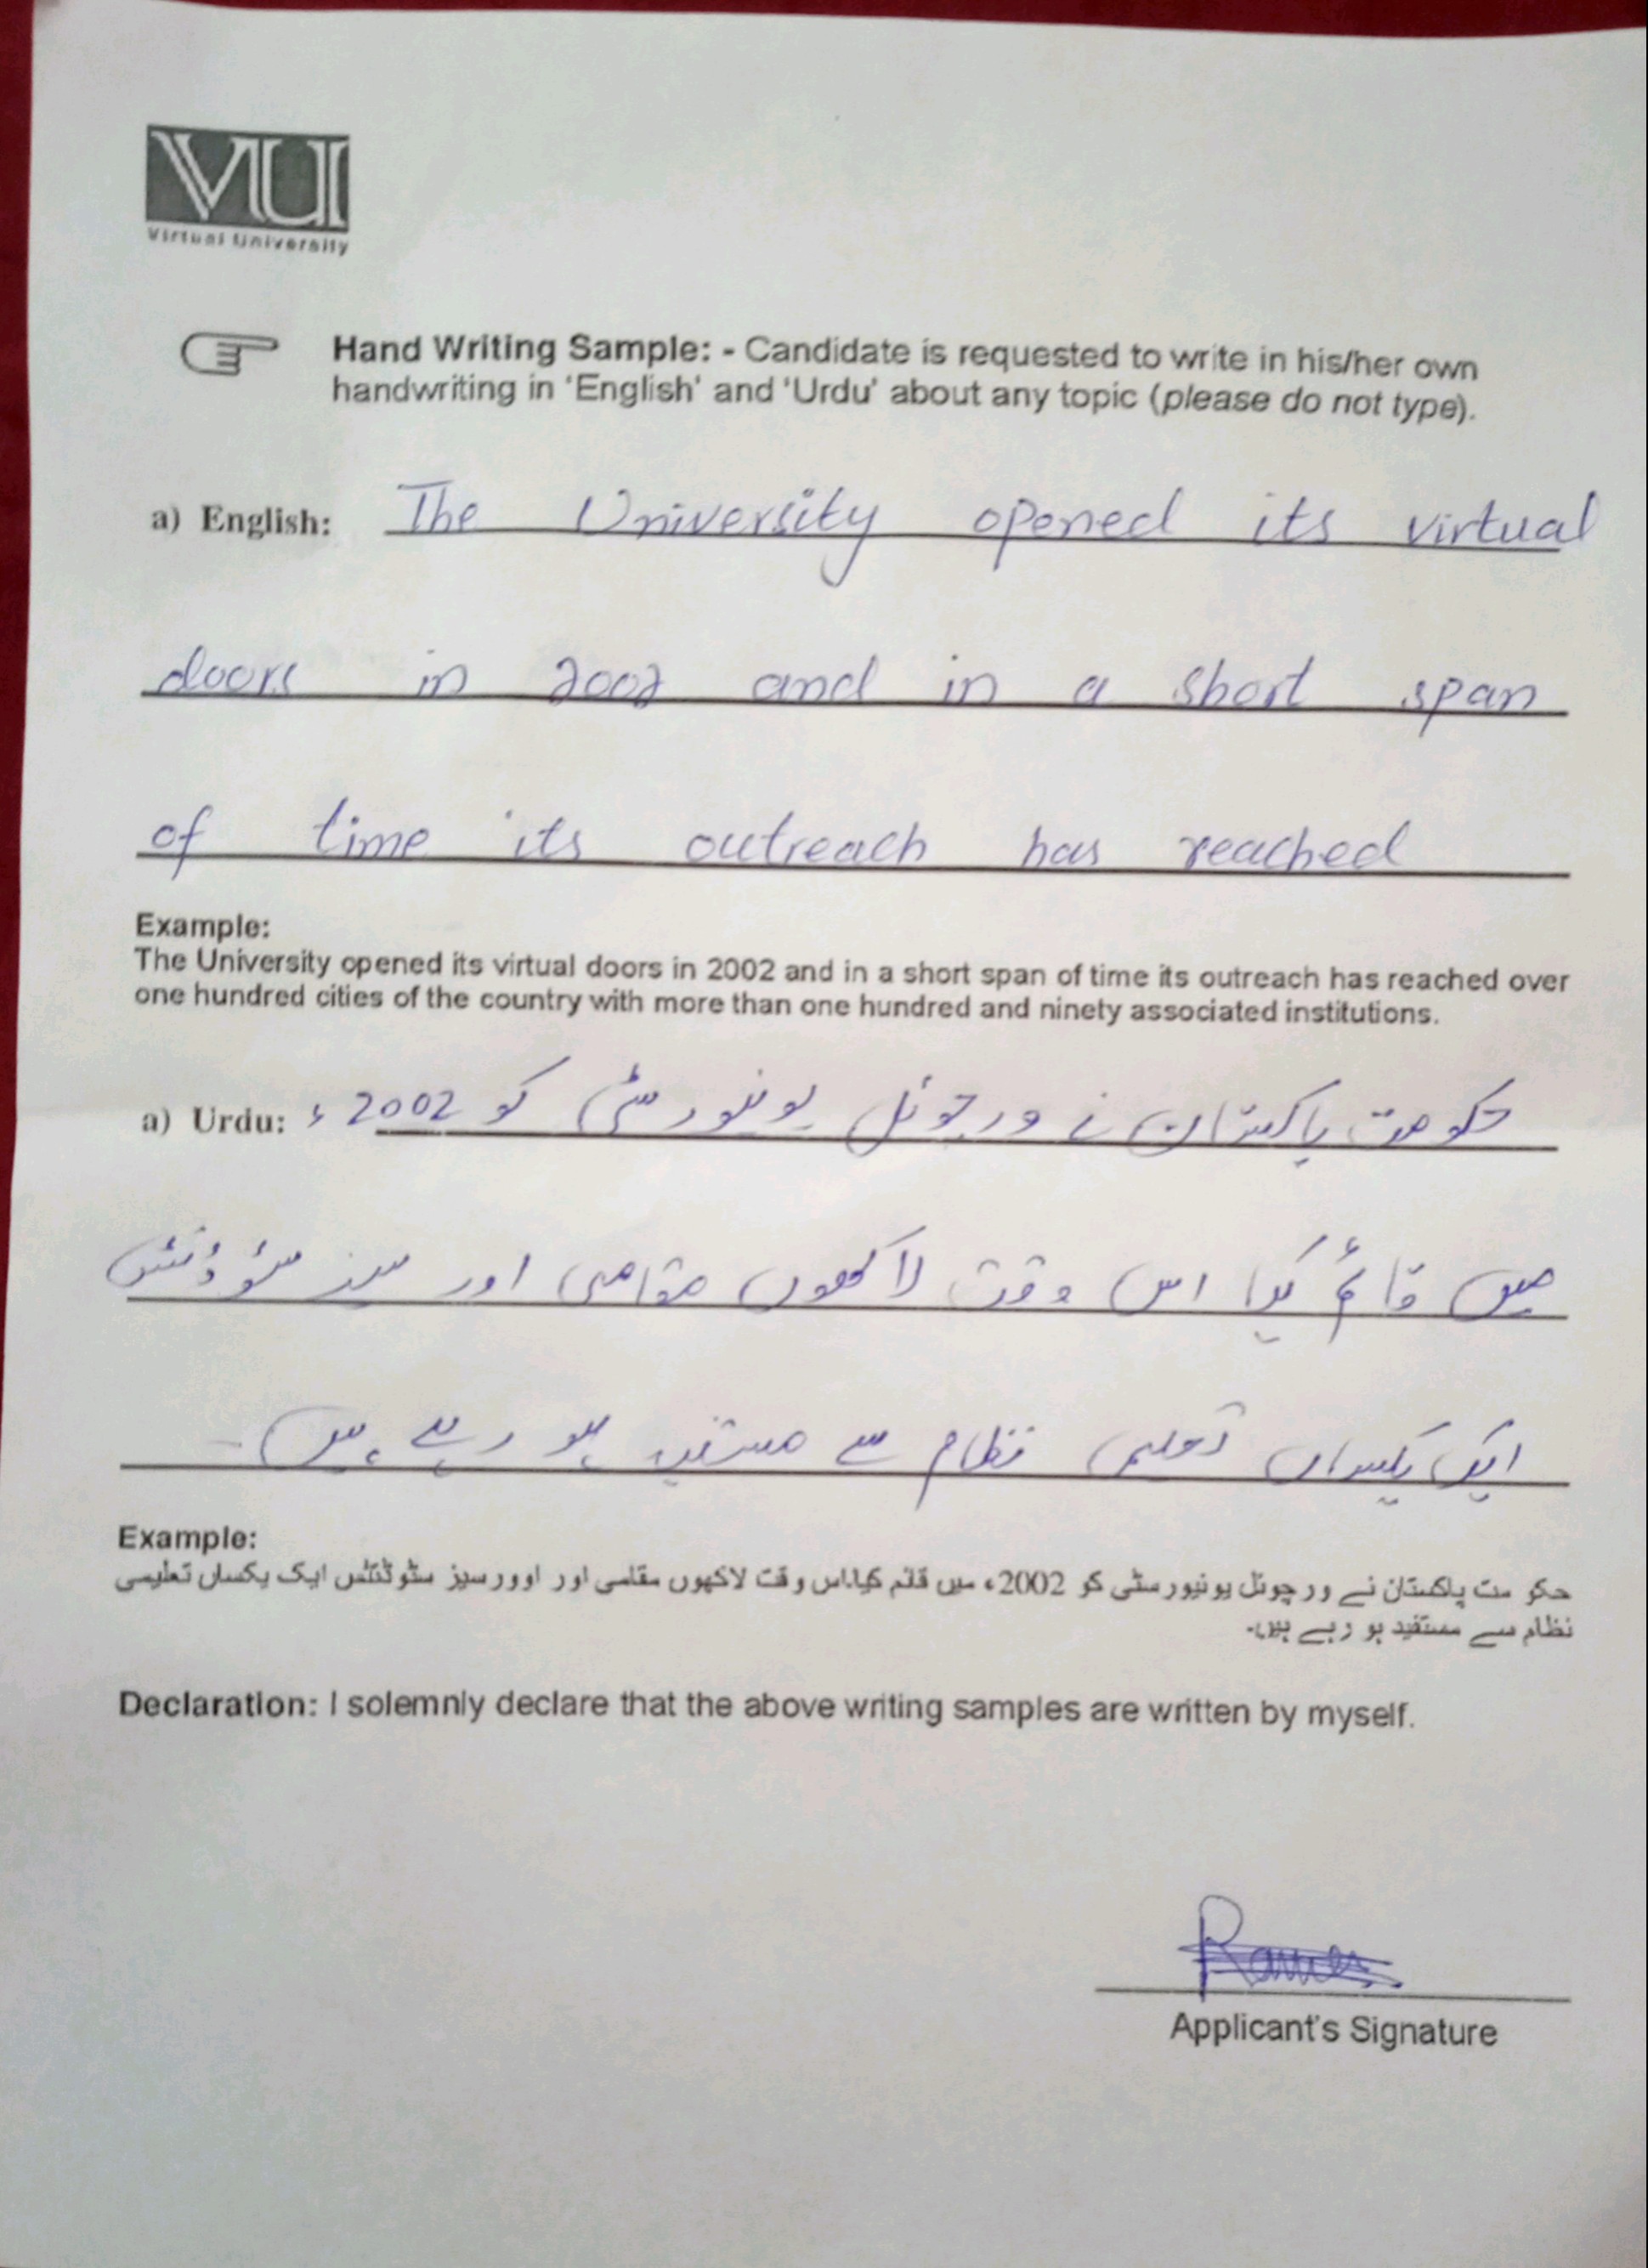 VU
Virtual University
Hand Writing Sample: - Candidate is requested to write in his/her own
handwriting in 'English' and 'Urdu' about any topic (please do not type).
a) English: The University opened its virtual
doors in 2002 and in a short span
of time its outreach has reached
Example:
The University opened its virtual doors in 2002 and in a short span of time its outreach has reached over
one hundred cities of the country with more than one hundred and ninety associated institutions.
a) Urdu: حکومت پاکستان نے ورچوئل یونیورسٹی کو 2002ء
میں قائم کیا اس وقت لاکھوں مقامی اور سیز سٹوڈنٹس
ایک یکساں تعلیمی نظام سے مستفید ہو رہے ہیں۔
Example:
حکو مت پاکستان نے ور چوئل یونیورسٹی کو 2002ء میں قائم کیا.اس وقت لاکھوں مقامی اور اوورسیز سٹوڈنٹس ایک یکساں تعلیمی
نظام سے مستفید ہو رہے ہیں.
Declaration: I solemnly declare that the above writing samples are written by myself.
Applicant's Signature